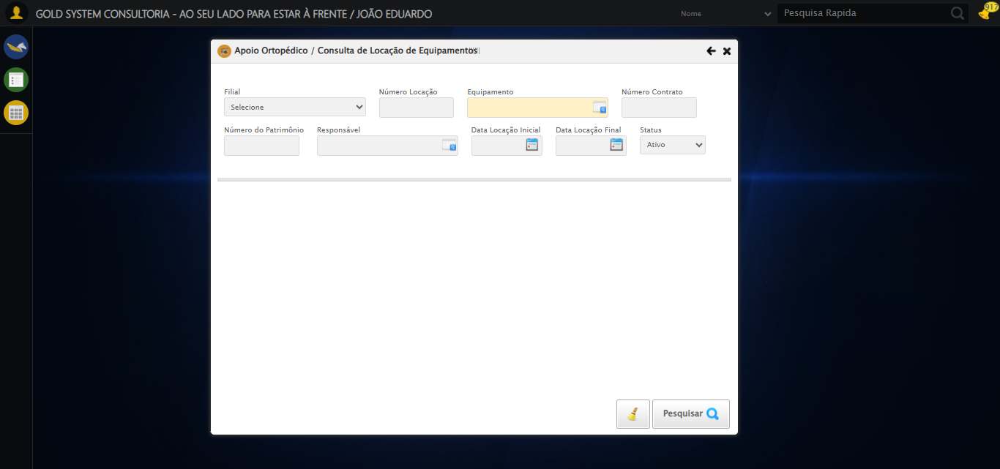 GOLD SYSTEM CONSULTORIA - AO SEU LADO PARA ESTAR À FRENTE / JOÃO EDUARDO
Nome
Pesquisa Rapida
917
Apoio Ortopédico / Consulta de Locação de Equipamentos
Filial
Número Locação
Equipamento
Número Contrato
Selecione
Número do Patrimônio
Responsável
Data Locação Inicial
Data Locação Final
Status
Ativo
Pesquisar